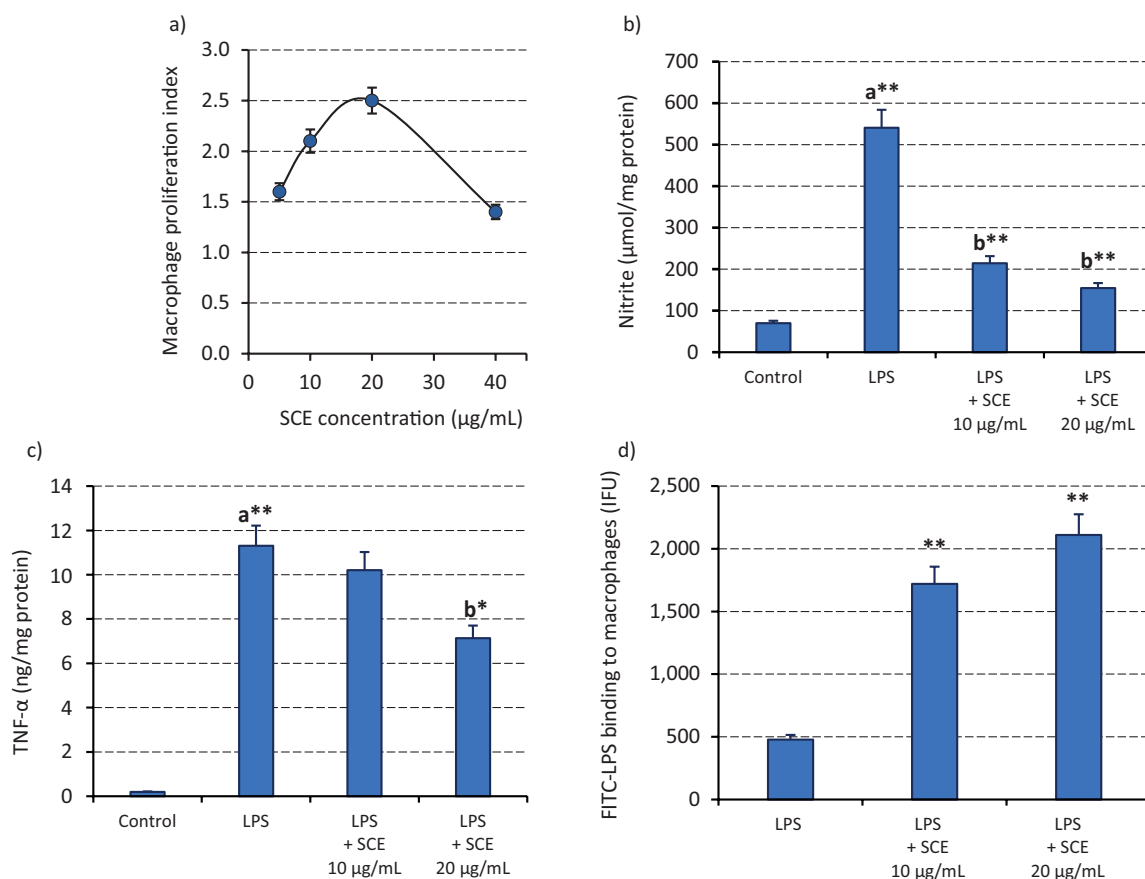 a)
Macrophage proliferation index
3.0
2.5
2.0
1.5
1.0
0.5
0.0
0 10 20 30 40
SCE concentration (µg/mL)
b)
Nitrite (µmol/mg protein)
700
600
500
400
300
200
100
0
a**
b**
b**
Control LPS LPS LPS
+ SCE + SCE
10 µg/mL 20 µg/mL
c)
TNF-α (ng/mg protein)
14
12
10
8
6
4
2
0
a**
b*
Control LPS LPS LPS
+ SCE + SCE
10 µg/mL 20 µg/mL
d)
FITC-LPS binding to macrophages (IFU)
2,500
2,000
1,500
1,000
500
0
**
**
LPS LPS LPS
+ SCE + SCE
10 µg/mL 20 µg/mL